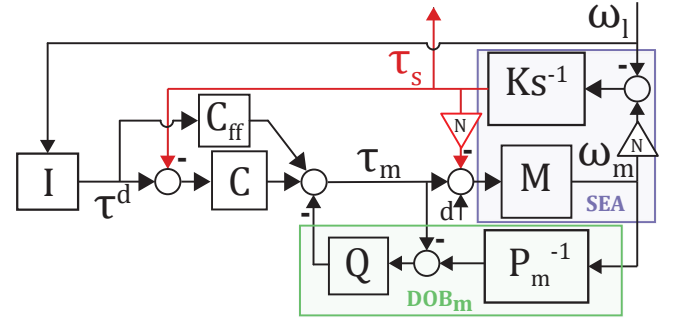 ω_l
τ_s
Ks⁻¹
C_ff
N
N
I
τ^d
C
τ_m
M
ω_m
d
SEA
Q
P_m⁻¹
DOB_m